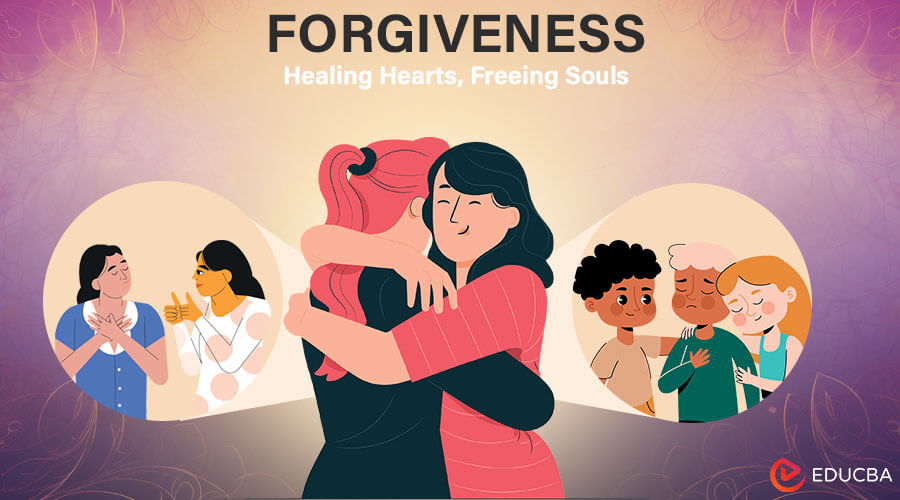 FORGIVENESS
Healing Hearts, Freeing Souls
EDUCBA